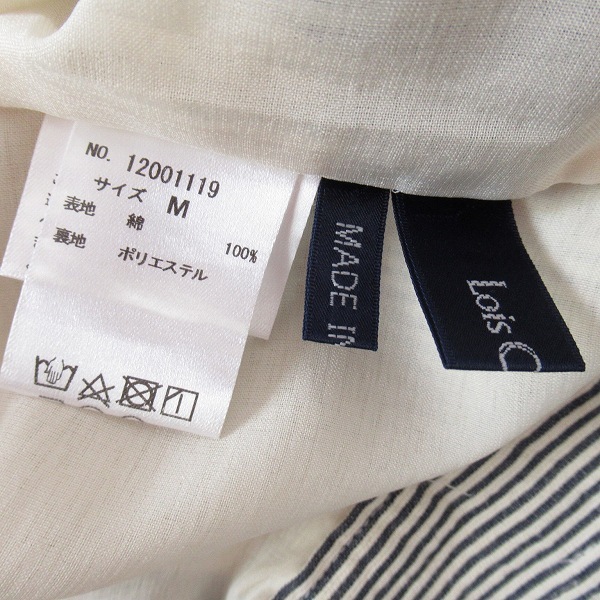 NO. 12001119
サイズ M
表地 綿 100%
裏地 ポリエステル
MADE IN
Lois C